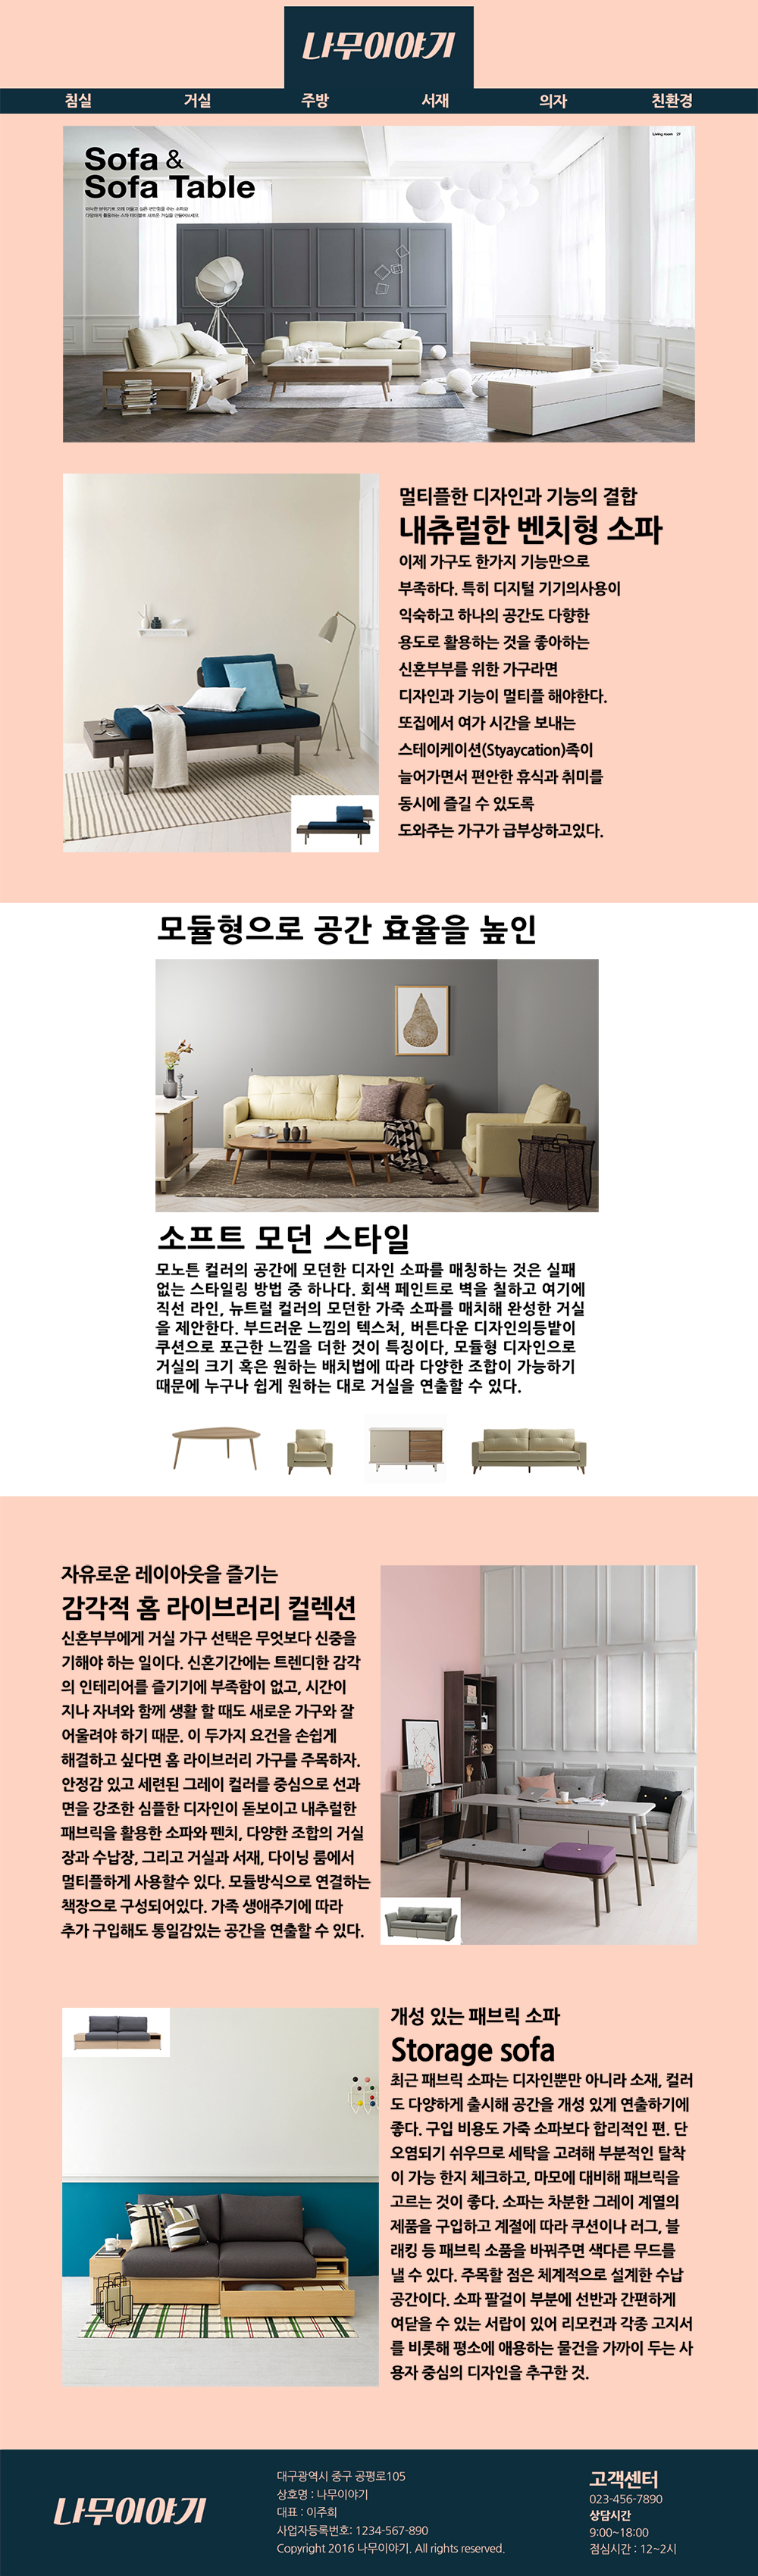 나무이야기
침실 거실 주방 서재 의자 친환경
Living room
Sofa &
Sofa Table
멀티플한 디자인과 기능의 결합
내츄럴한 벤치형 소파
이제 가구도 한가지 기능만으로
부족하다. 특히 디지털 기기의사용이
익숙하고 하나의 공간도 다향한
용도로 활용하는 것을 좋아하는
신혼부부를 위한 가구라면
디자인과 기능이 멀티플 해야한다.
또집에서 여가 시간을 보내는
스테이케이션(Styaycation)족이
늘어가면서 편안한 휴식과 취미를
동시에 즐길 수 있도록
도와주는 가구가 급부상하고있다.
모듈형으로 공간 효율을 높인
1
2
소프트 모던 스타일
모노톤 컬러의 공간에 모던한 디자인 소파를 매칭하는 것은 실패
없는 스타일링 방법 중 하나다. 회색 페인트로 벽을 칠하고 여기에
직선 라인, 뉴트럴 컬러의 모던한 가죽 소파를 매치해 완성한 거실
을 제안한다. 부드러운 느낌의 텍스처, 버튼다운 디자인의등받이
쿠션으로 포근한 느낌을 더한 것이 특징이다, 모듈형 디자인으로
거실의 크기 혹은 원하는 배치법에 따라 다양한 조합이 가능하기
때문에 누구나 쉽게 원하는 대로 거실을 연출할 수 있다.
자유로운 레이아웃을 즐기는
감각적 홈 라이브러리 컬렉션
신혼부부에게 거실 가구 선택은 무엇보다 신중을
기해야 하는 일이다. 신혼기간에는 트렌디한 감각
의 인테리어를 즐기기에 부족함이 없고, 시간이
지나 자녀와 함께 생활 할 때도 새로운 가구와 잘
어울려야 하기 때문. 이 두가지 요건을 손쉽게
해결하고 싶다면 홈 라이브러리 가구를 주목하자.
안정감 있고 세련된 그레이 컬러를 중심으로 선과
면을 강조한 심플한 디자인이 돋보이고 내추럴한
패브릭을 활용한 소파와 펜치, 다양한 조합의 거실
장과 수납장, 그리고 거실과 서재, 다이닝 룸에서
멀티플하게 사용할수 있다. 모듈방식으로 연결하는
책장으로 구성되어있다. 가족 생애주기에 따라
추가 구입해도 통일감있는 공간을 연출할 수 있다.
개성 있는 패브릭 소파
Storage sofa
최근 패브릭 소파는 디자인뿐만 아니라 소재, 컬러
도 다양하게 출시해 공간을 개성 있게 연출하기에
좋다. 구입 비용도 가죽 소파보다 합리적인 편. 단
오염되기 쉬우므로 세탁을 고려해 부분적인 탈착
이 가능 한지 체크하고, 마모에 대비해 패브릭을
고르는 것이 좋다. 소파는 차분한 그레이 계열의
제품을 구입하고 계절에 따라 쿠션이나 러그, 블
래킹 등 패브릭 소품을 바꿔주면 색다른 무드를
낼 수 있다. 주목할 점은 체계적으로 설계한 수납
공간이다. 소파 팔걸이 부분에 선반과 간편하게
여닫을 수 있는 서랍이 있어 리모컨과 각종 고지서
를 비롯해 평소에 애용하는 물건을 가까이 두는 사
용자 중심의 디자인을 추구한 것.
나무이야기
대구광역시 중구 공평로105
상호명 : 나무이야기
대표 : 이주희
사업자등록번호: 1234-567-890
Copyright 2016 나무이야기. All rights reserved.
고객센터
023-456-7890
상담시간
9:00~18:00
점심시간 : 12~2시